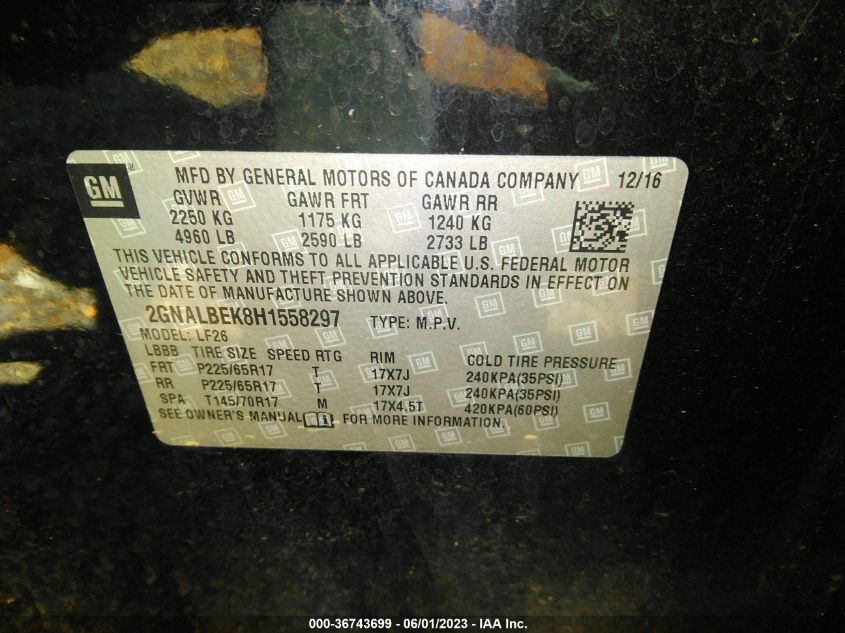 GM
MFD BY GENERAL MOTORS OF CANADA COMPANY 12/16
GVWR GAWR FRT GAWR RR
2250 KG 1175 KG 1240 KG
4960 LB 2590 LB 2733 LB
THIS VEHICLE CONFORMS TO ALL APPLICABLE U.S. FEDERAL MOTOR
VEHICLE SAFETY AND THEFT PREVENTION STANDARDS IN EFFECT ON
THE DATE OF MANUFACTURE SHOWN ABOVE.
2GNALBEK8H1558297 TYPE: M.P.V.
MODEL: LF26
LBBB TIRE SIZE SPEED RTG RIM COLD TIRE PRESSURE
FRT P225/65R17 T 17X7J 240KPA(35PSI)
RR P225/65R17 T 17X7J 240KPA(35PSI)
SPA T145/70R17 M 17X4.5T 420KPA(60PSI)
SEE OWNER'S MANUAL FOR MORE INFORMATION.
000-36743699 - 06/01/2023 - IAA Inc.